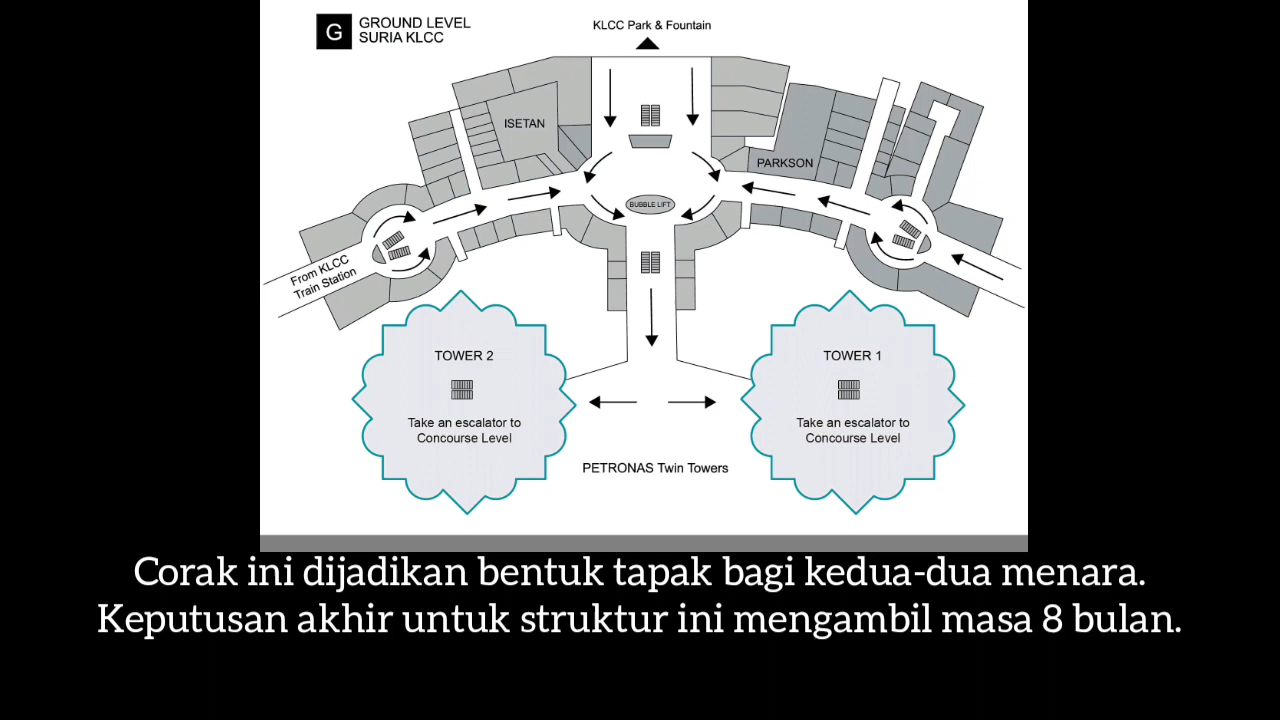 G
GROUND LEVEL
SURIA KLCC
KLCC Park & Fountain
ISETAN
PARKSON
BUBBLE LIFT
From KLCC
Train Station
TOWER 2
Take an escalator to
Concourse Level
TOWER 1
Take an escalator to
Concourse Level
PETRONAS Twin Towers
Corak ini dijadikan bentuk tapak bagi kedua-dua menara.
Keputusan akhir untuk struktur ini mengambil masa 8 bulan.